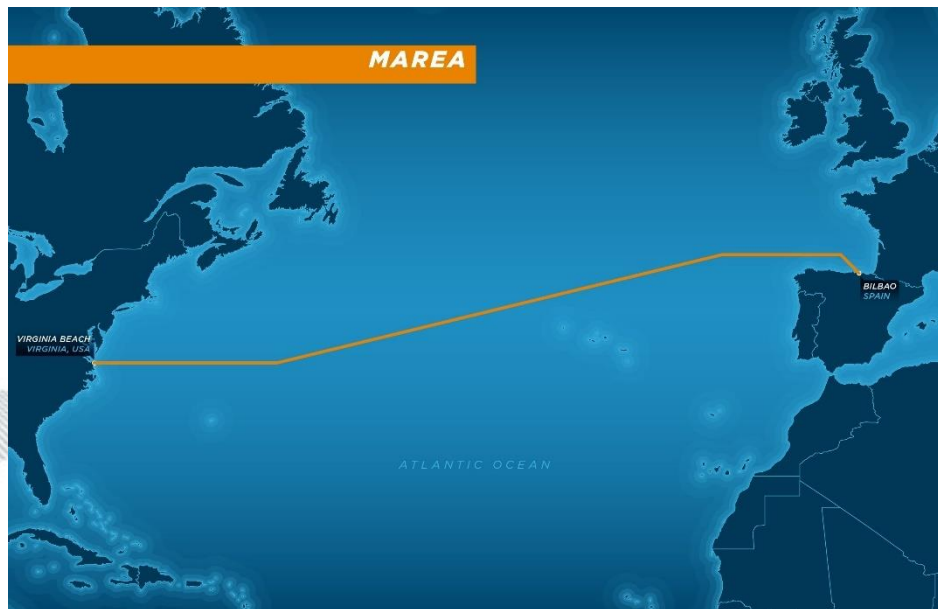 MAREA
BILBAO
SPAIN
VIRGINIA BEACH
VIRGINIA, USA
ATLANTIC OCEAN